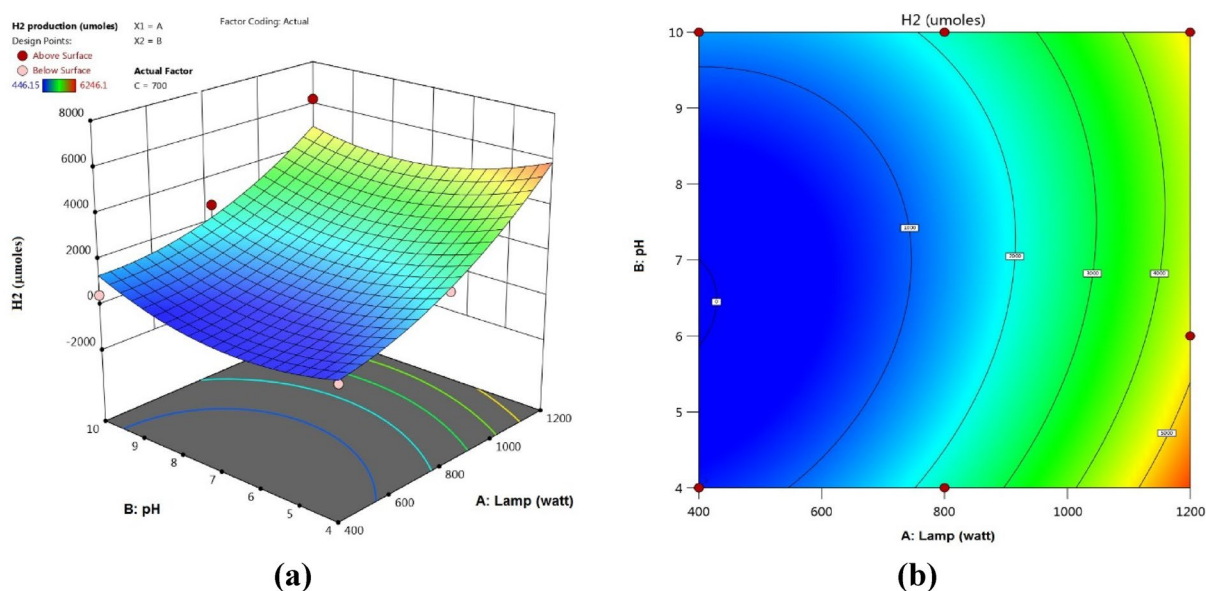 Factor Coding: Actual
H2 production (umoles)
Design Points:
Above Surface
Below Surface
446.15 6246.1
X1 = A
X2 = B
Actual Factor
C = 700
8000
6000
4000
2000
0
-2000
H2 (µmoles)
10
9
8
7
6
5
4
B: pH
400
600
800
1000
1200
A: Lamp (watt)
(a)
H2 (umoles)
10
9
8
7
6
5
4
B: pH
0
1000
2000
3000
4000
5000
400
600
800
1000
1200
A: Lamp (watt)
(b)